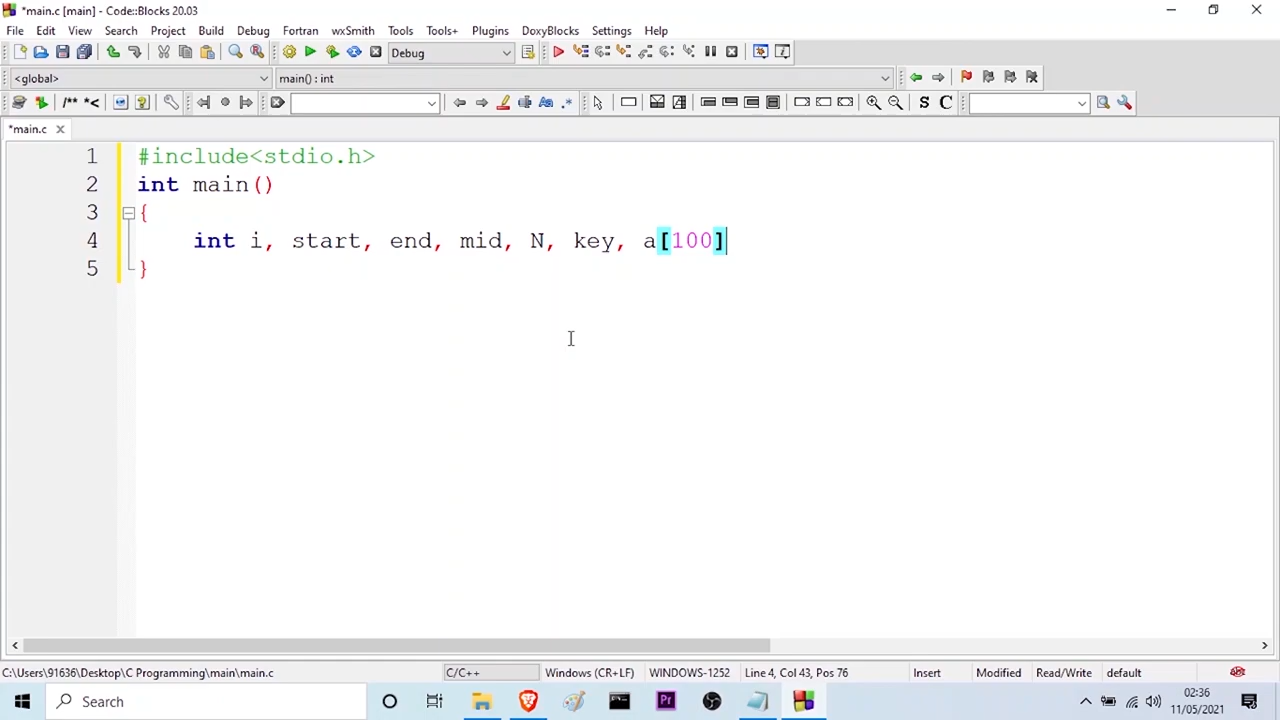 *main.c [main] - Code::Blocks 20.03
File Edit View Search Project Build Debug Fortran wxSmith Tools Tools+ Plugins DoxyBlocks Settings Help
Debug
<global> main() : int
/** *< S C
*main.c
1 #include<stdio.h>
2 int main()
3 {
4 int i, start, end, mid, N, key, a[100]
5 }
C:\Users\91636\Desktop\C Programming\main\main.c C/C++ Windows (CR+LF) WINDOWS-1252 Line 4, Col 43, Pos 76 Insert Modified Read/Write default
Search
02:36
11/05/2021